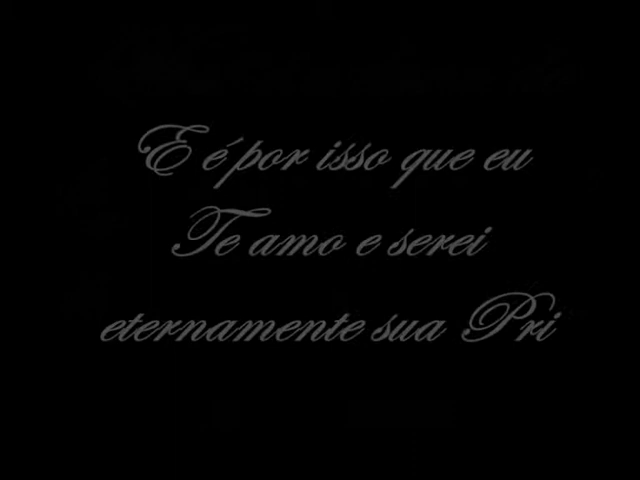 E é por isso que eu
Te amo e serei
eternamente sua Pri